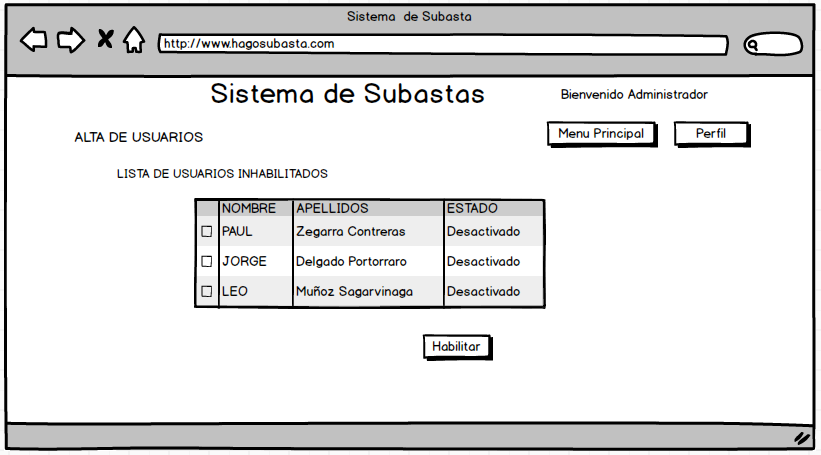 Sistema de Subasta
http://www.hagosubasta.com
Sistema de Subastas
Bienvenido Administrador
ALTA DE USUARIOS
Menu Principal
Perfil
LISTA DE USUARIOS INHABILITADOS
NOMBRE APELLIDOS ESTADO
PAUL Zegarra Contreras Desactivado
JORGE Delgado Portorraro Desactivado
LEO Muñoz Sagarvinaga Desactivado
Habilitar